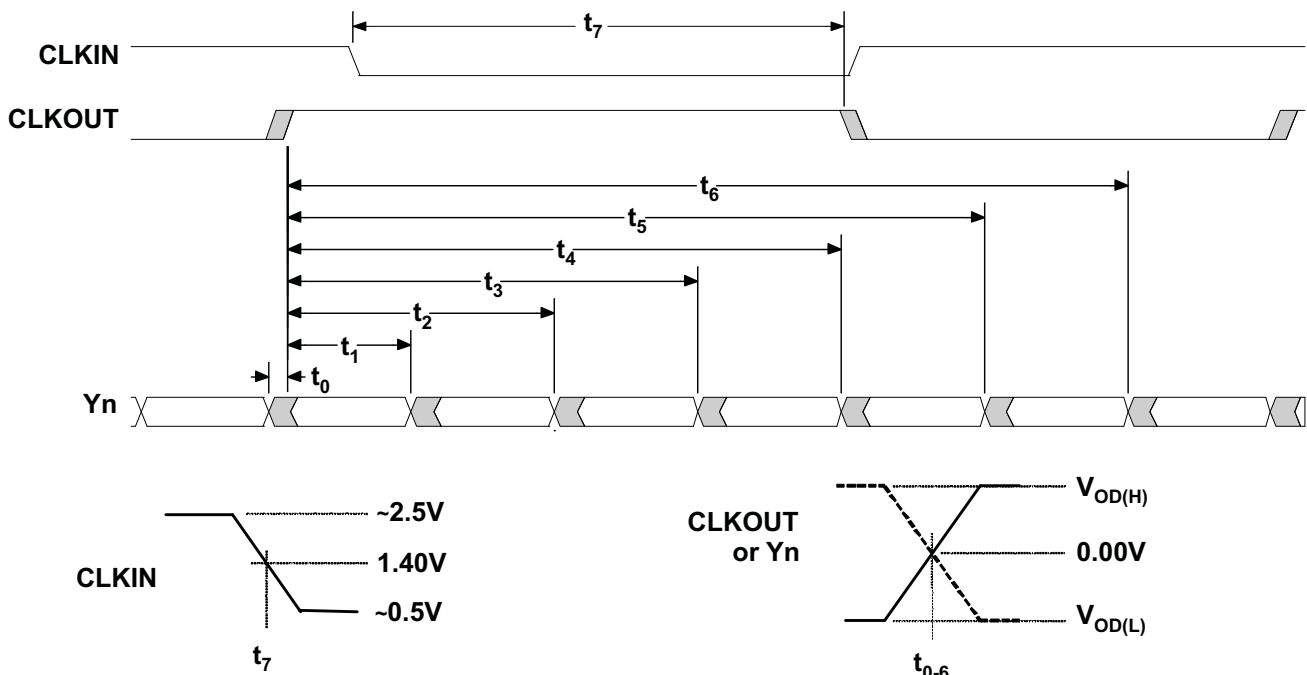 t7
CLKIN
CLKOUT
t6
t5
t4
t3
t2
t1
t0
Yn
~2.5V
1.40V
~0.5V
CLKIN
t7
CLKOUT
or Yn
VOD(H)
0.00V
VOD(L)
t0-6